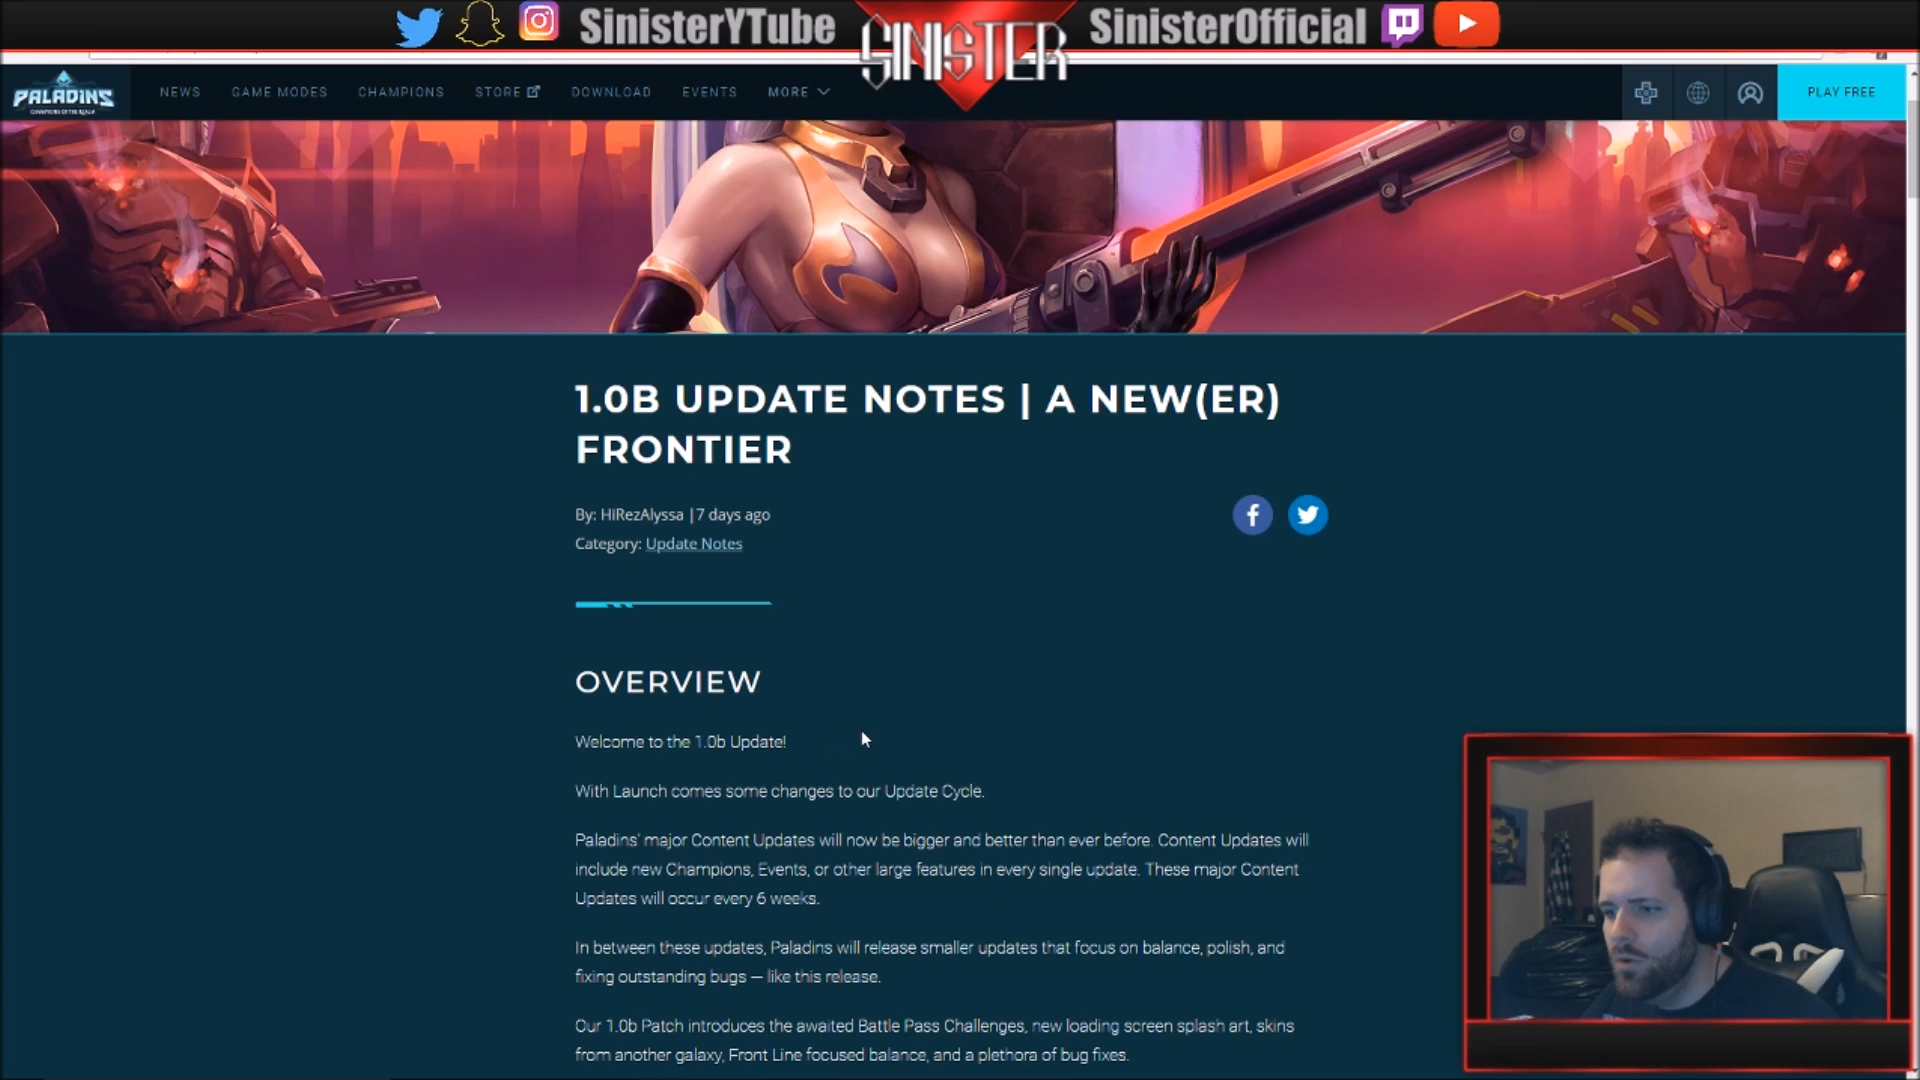 SinisterYTube
SINISTER
SinisterOfficial
PALADINS
CHAMPIONS OF THE REALM
NEWS
GAME MODES
CHAMPIONS
STORE
DOWNLOAD
EVENTS
MORE
PLAY FREE
1.0B UPDATE NOTES | A NEW(ER)
FRONTIER
By: HiRezAlyssa |7 days ago
Category: Update Notes
OVERVIEW
Welcome to the 1.0b Update!
With Launch comes some changes to our Update Cycle.
Paladins' major Content Updates will now be bigger and better than ever before. Content Updates will
include new Champions, Events, or other large features in every single update. These major Content
Updates will occur every 6 weeks.
In between these updates, Paladins will release smaller updates that focus on balance, polish, and
fixing outstanding bugs — like this release.
Our 1.0b Patch introduces the awaited Battle Pass Challenges, new loading screen splash art, skins
from another galaxy, Front Line focused balance, and a plethora of bug fixes.